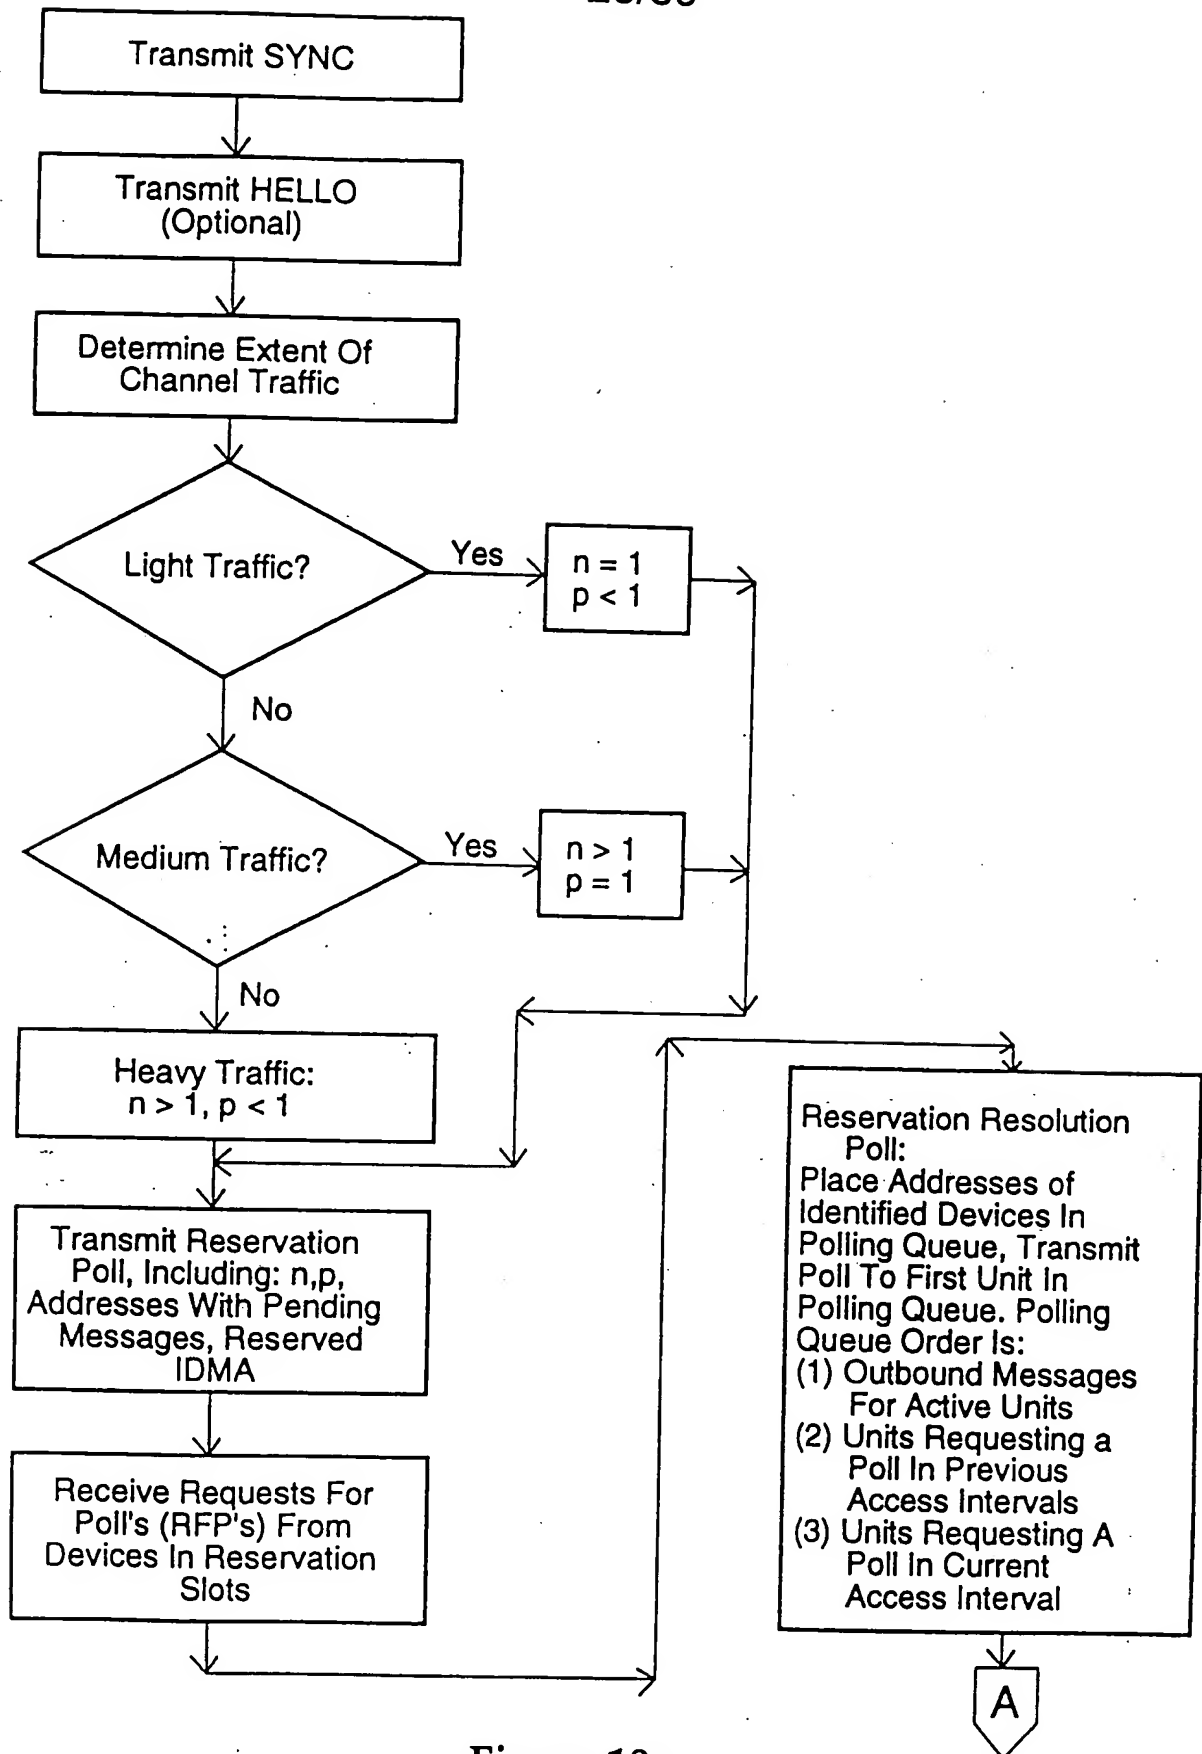 Transmit SYNC
Transmit HELLO
(Optional)
Determine Extent Of
Channel Traffic
Light Traffic?
Yes
n = 1
p < 1
No
Medium Traffic?
Yes
n > 1
p = 1
No
Heavy Traffic:
n > 1, p < 1
Transmit Reservation
Poll, Including: n,p,
Addresses With Pending
Messages, Reserved
IDMA
Receive Requests For
Poll's (RFP's) From
Devices In Reservation
Slots
Reservation Resolution
Poll:
Place Addresses of
Identified Devices In
Polling Queue, Transmit
Poll To First Unit In
Polling Queue. Polling
Queue Order Is:
(1) Outbound Messages
For Active Units
(2) Units Requesting a
Poll In Previous
Access Intervals
(3) Units Requesting A
Poll In Current
Access Interval
A